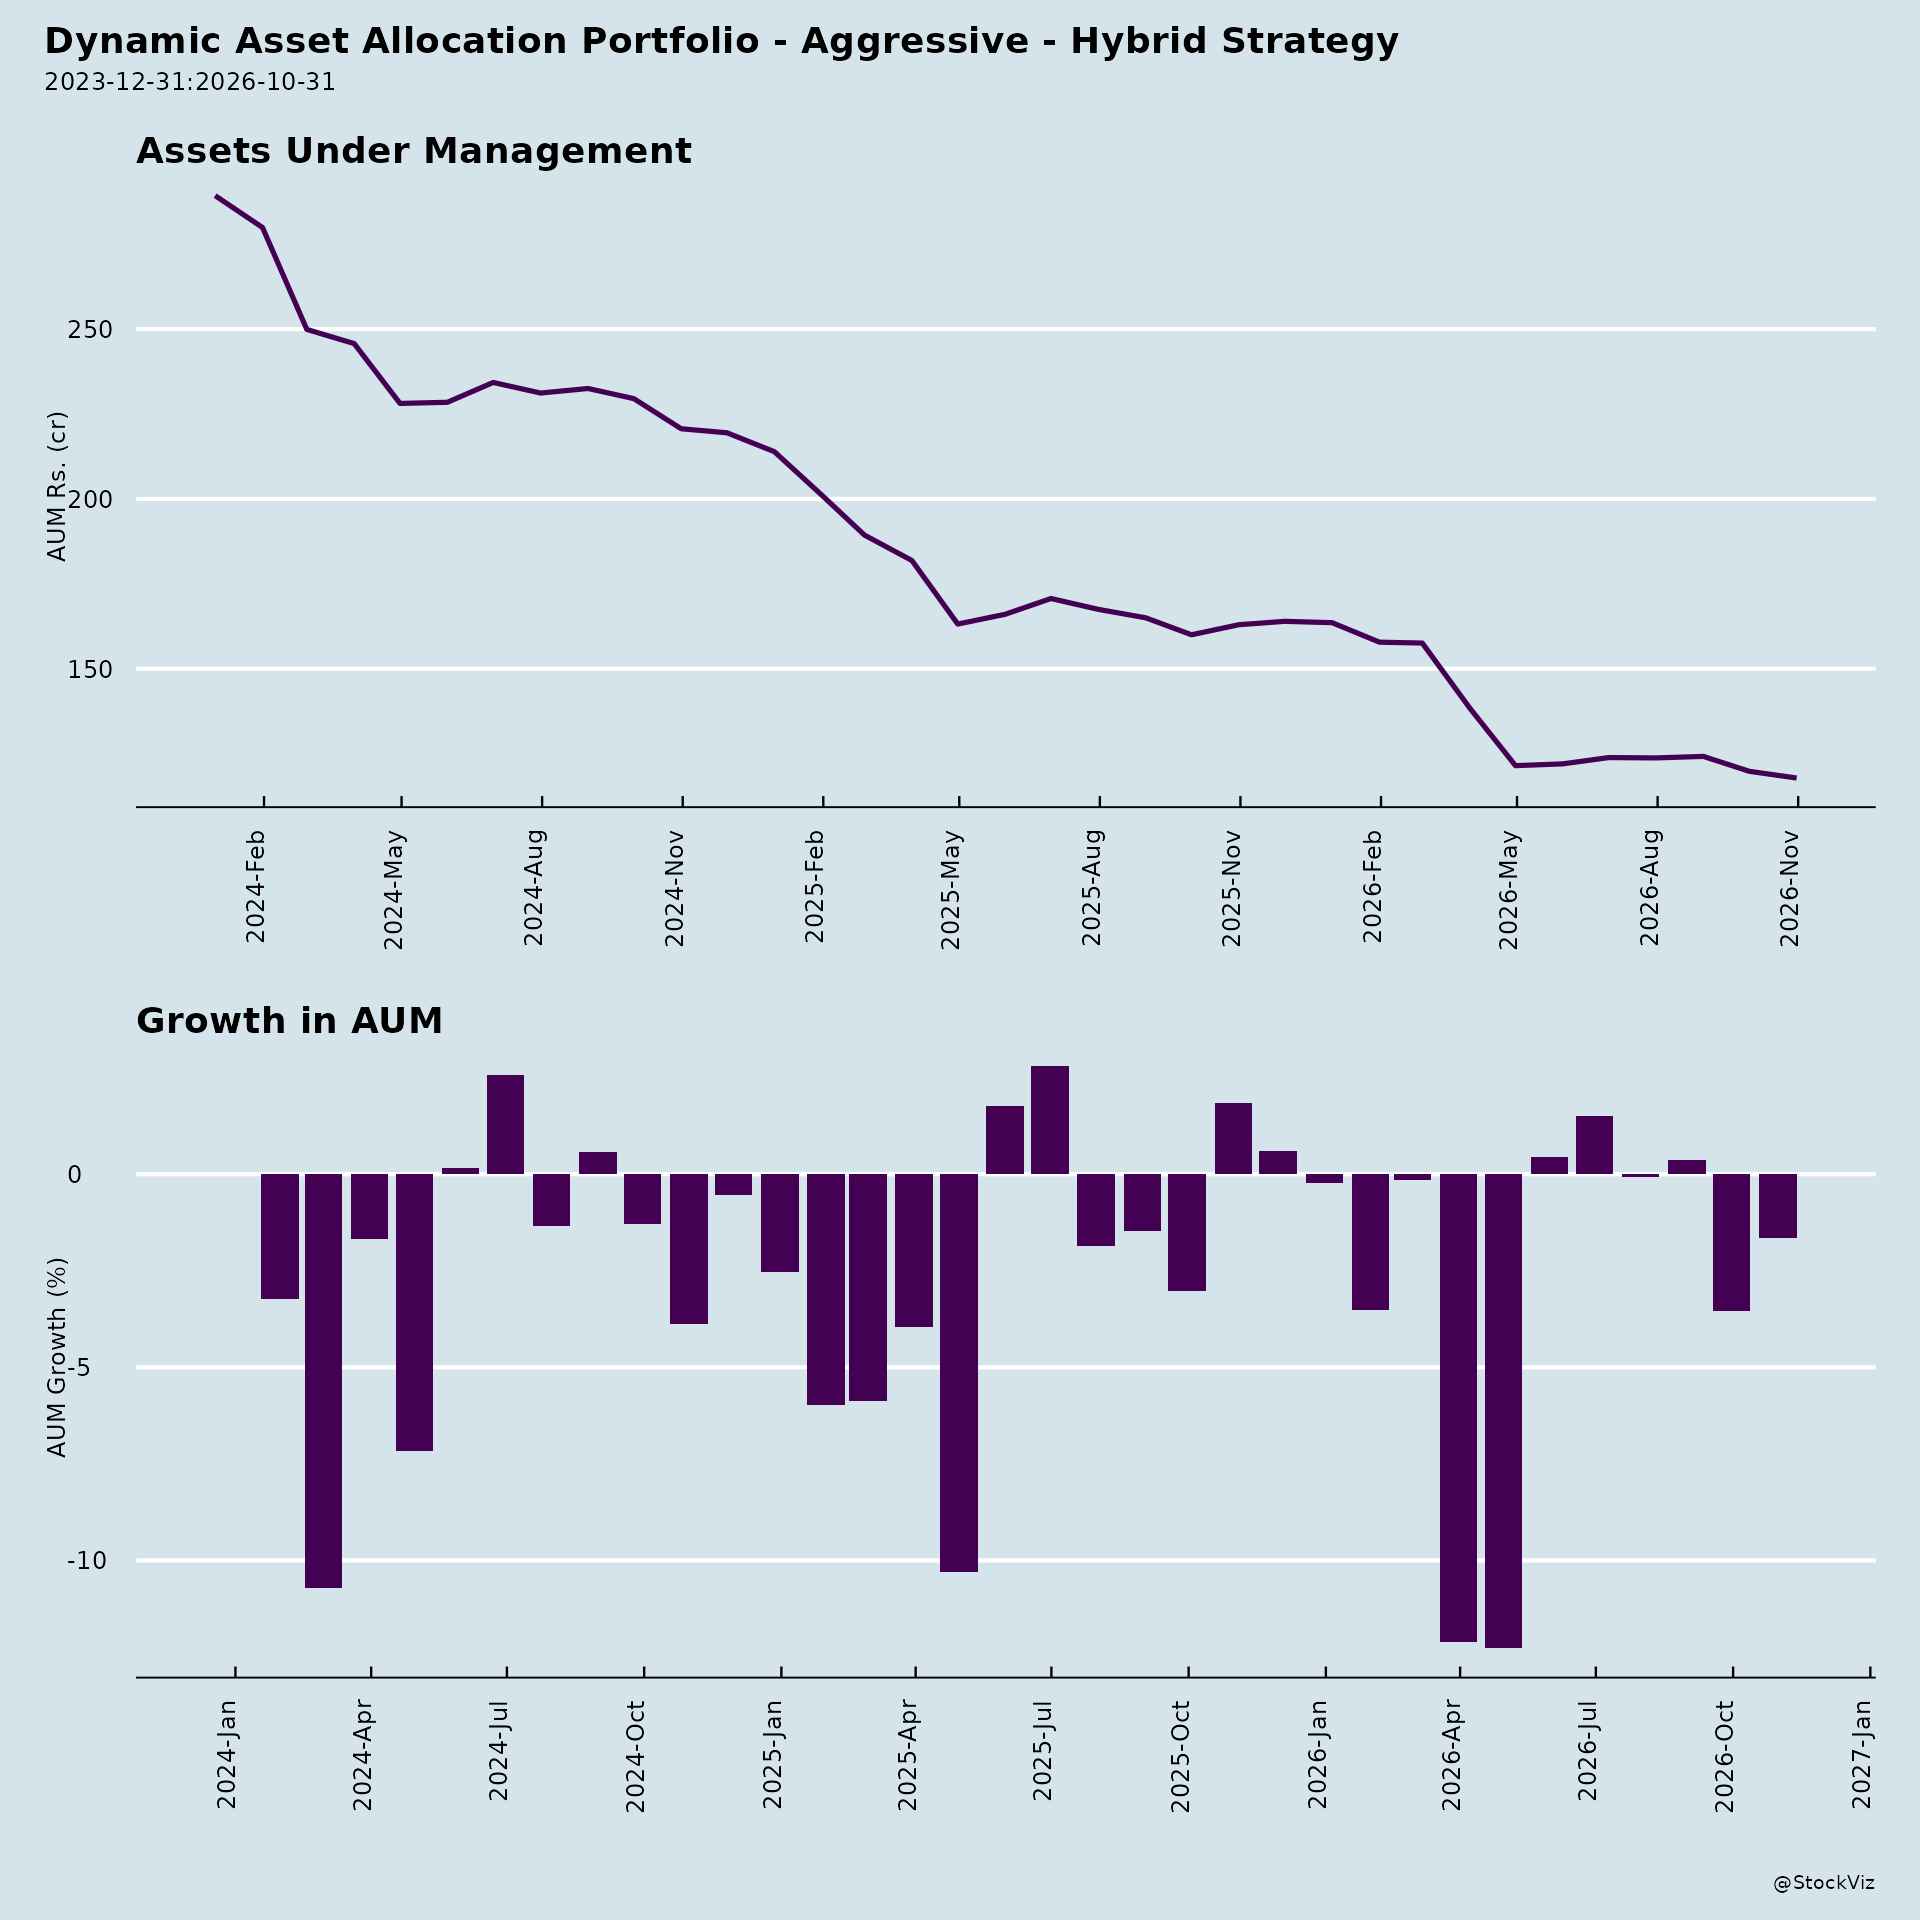 Dynamic Asset Allocation Portfolio - Aggressive - Hybrid Strategy
2023-12-31:2026-10-31
Assets Under Management
AUM Rs. (cr)
250
200
150
2024-Feb
2024-May
2024-Aug
2024-Nov
2025-Feb
2025-May
2025-Aug
2025-Nov
2026-Feb
2026-May
2026-Aug
2026-Nov
Growth in AUM
AUM Growth (%)
0
-5
-10
2024-Jan
2024-Apr
2024-Jul
2024-Oct
2025-Jan
2025-Apr
2025-Jul
2025-Oct
2026-Jan
2026-Apr
2026-Jul
2026-Oct
2027-Jan
@StockViz